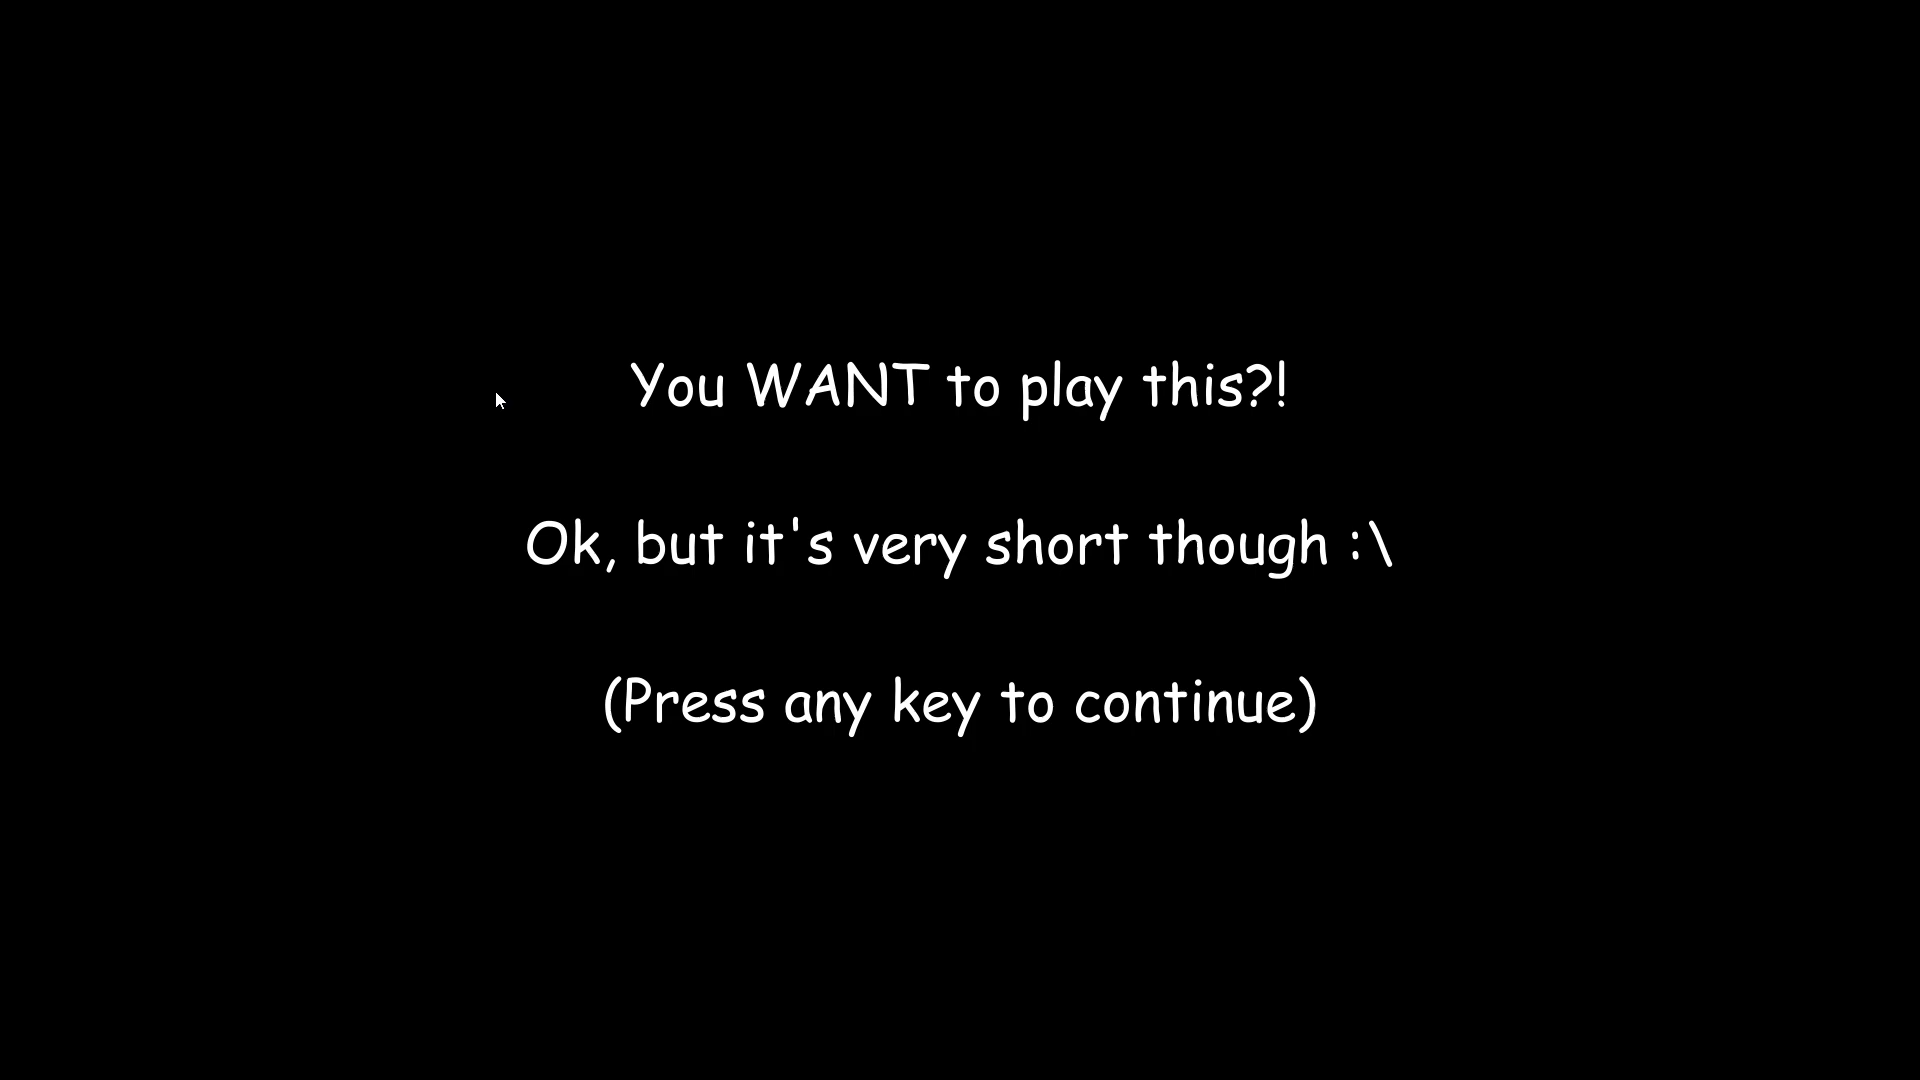 You WANT to play this?!
Ok, but it's very short though :\
(Press any key to continue)